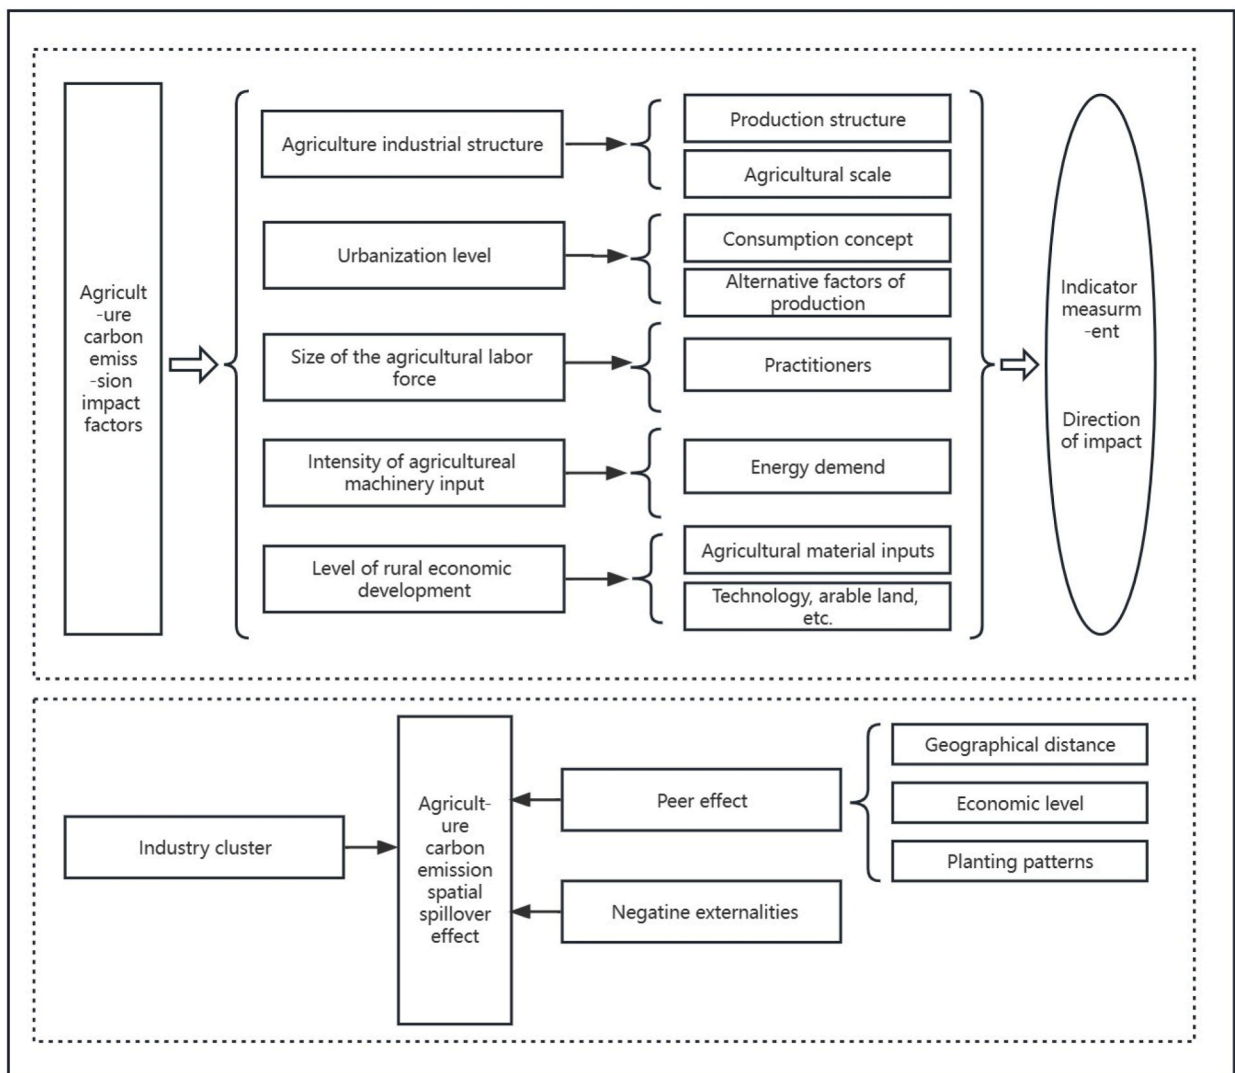 Agricult
-ure
carbon
emiss
-sion
impact
factors
Agriculture industrial structure
Production structure
Agricultural scale
Urbanization level
Consumption concept
Alternative factors of
production
Size of the agricultural labor
force
Practitioners
Intensity of agricultureal
machinery input
Energy demend
Level of rural economic
development
Agricultural material inputs
Technology, arable land,
etc.
Indicator
measurm
-ent
Direction
of impact
Industry cluster
Agricult-
ure
carbon
emission
spatial
spillover
effect
Peer effect
Negatine externalities
Geographical distance
Economic level
Planting patterns